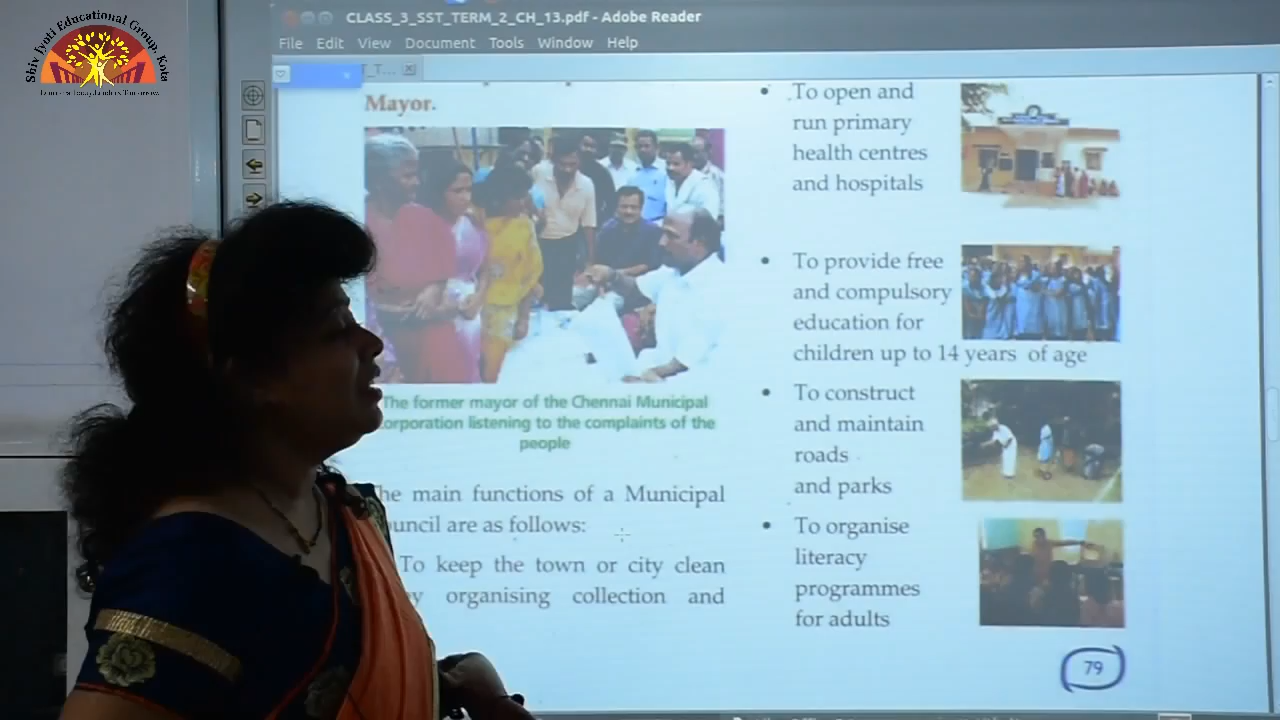 Shiv Jyoti Educational Group, Kota
CLASS_3_SST_TERM_2_CH_13.pdf - Adobe Reader
File Edit View Document Tools Window Help
Mayor.
The former mayor of the Chennai Municipal
corporation listening to the complaints of the
people
The main functions of a Municipal
ouncil are as follows:
To keep the town or city clean
by organising collection and
• To open and
run primary
health centres
and hospitals
• To provide free
and compulsory
education for
children up to 14 years of age
• To construct
and maintain
roads
and parks
• To organise
literacy
programmes
for adults
79